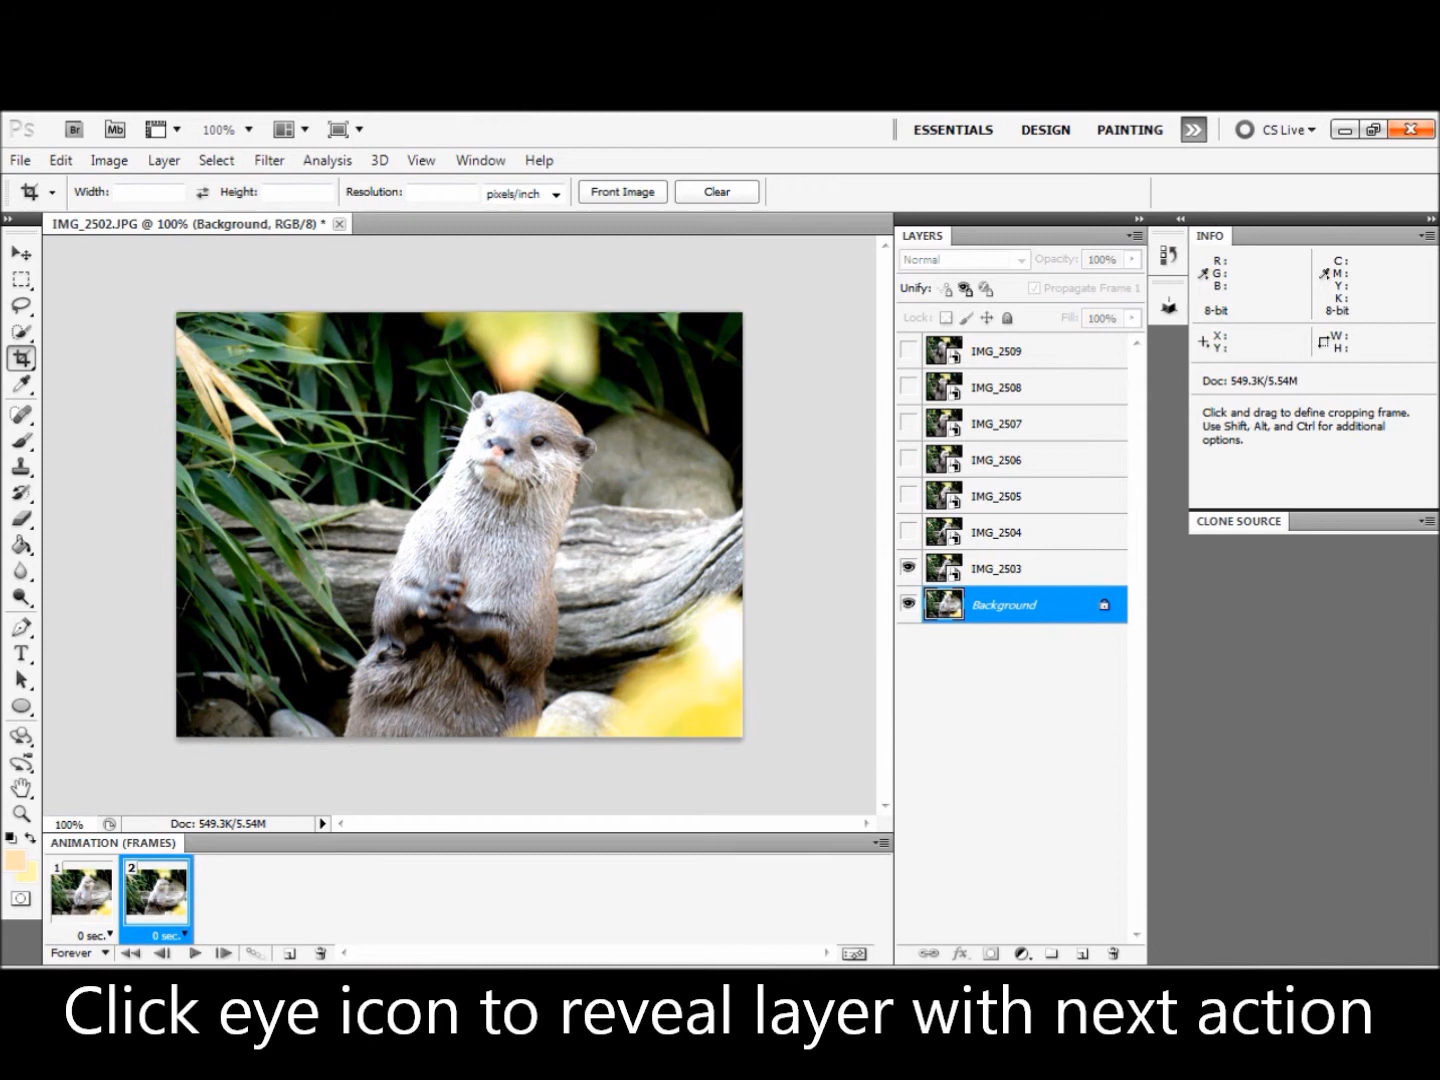 Ps Br Mb 100% ESSENTIALS DESIGN PAINTING CS Live
File Edit Image Layer Select Filter Analysis 3D View Window Help
Width: Height: Resolution: pixels/inch Front Image Clear
IMG_2502.JPG @ 100% (Background, RGB/8) *
LAYERS
Normal Opacity: 100%
Unify: Propagate Frame 1
Lock: Fill: 100%
IMG_2509
IMG_2508
IMG_2507
IMG_2506
IMG_2505
IMG_2504
IMG_2503
Background
INFO
R: C:
G: M:
B: Y:
K:
8-bit 8-bit
X: W:
Y: H:
Doc: 549.3K/5.54M
Click and drag to define cropping frame.
Use Shift, Alt, and Ctrl for additional
options.
CLONE SOURCE
T
100% Doc: 549.3K/5.54M
ANIMATION (FRAMES)
1 2
0 sec. 0 sec.
Forever
fx.
Click eye icon to reveal layer with next action